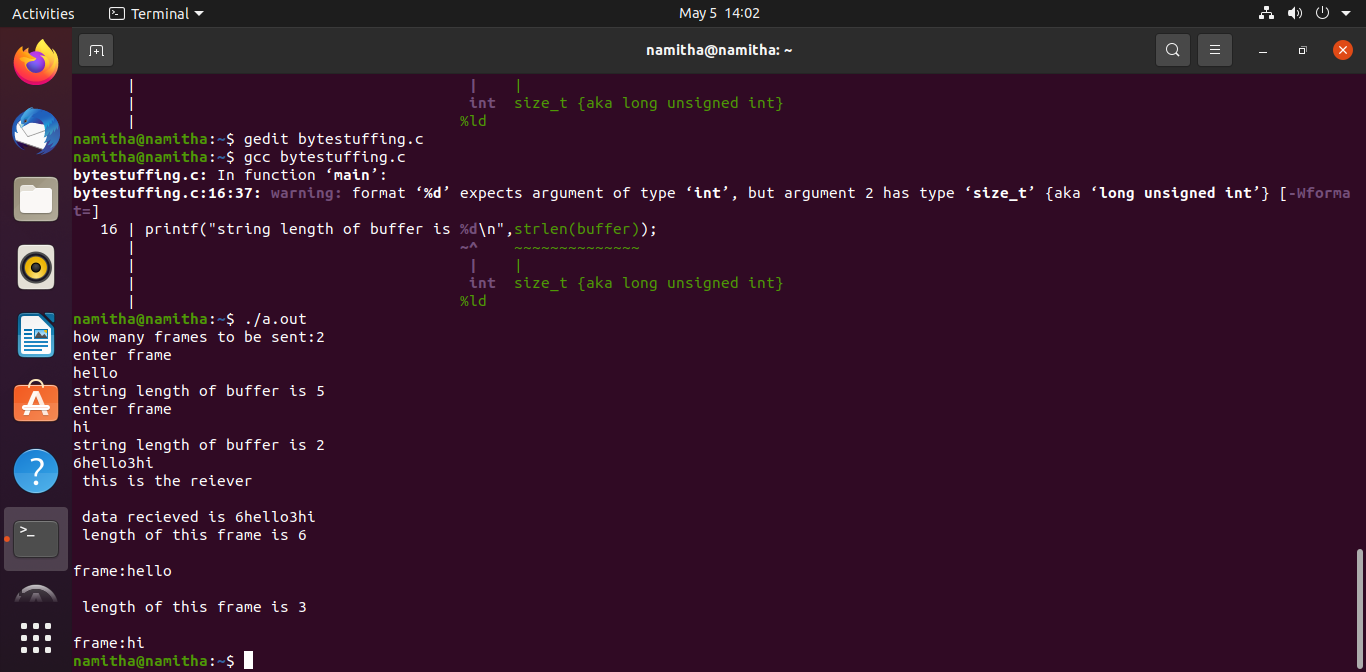 Activities
Terminal
May 5 14:02
namitha@namitha: ~
|                                     |    |
|                                     int  size_t {aka long unsigned int}
|                                    %ld
namitha@namitha:~$ gedit bytestuffing.c
namitha@namitha:~$ gcc bytestuffing.c
bytestuffing.c: In function ‘main’:
bytestuffing.c:16:37: warning: format ‘%d’ expects argument of type ‘int’, but argument 2 has type ‘size_t’ {aka ‘long unsigned int’} [-Wforma
t=]
16 | printf("string length of buffer is %d\n",strlen(buffer));
|                                    ~^    ~~~~~~~~~~~~~~
|                                     |    |
|                                     int  size_t {aka long unsigned int}
|                                    %ld
namitha@namitha:~$ ./a.out
how many frames to be sent:2
enter frame
hello
string length of buffer is 5
enter frame
hi
string length of buffer is 2
6hello3hi
this is the reiever
data recieved is 6hello3hi
length of this frame is 6
frame:hello
length of this frame is 3
frame:hi
namitha@namitha:~$